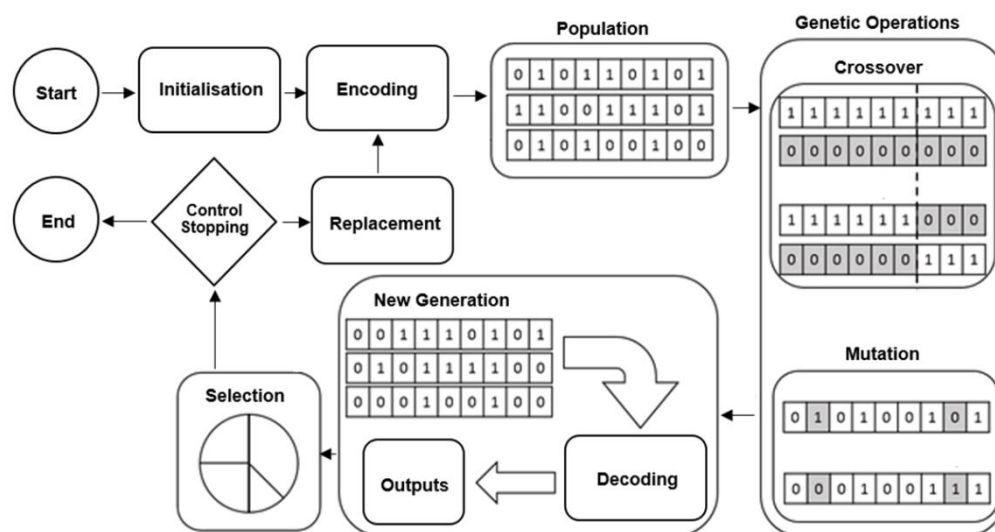 Population
Genetic Operations
Start
Initialisation
Encoding
0 1 0 1 1 0 1 0 1
1 1 0 0 1 1 1 0 1
0 1 0 1 0 0 1 0 0
Crossover
1 1 1 1 1 1 1 1 1
0 0 0 0 0 0 0 0 0
1 1 1 1 1 1 0 0 0
0 0 0 0 0 0 1 1 1
End
Control
Stopping
Replacement
New Generation
0 0 1 1 1 0 1 0 1
0 1 0 1 1 1 1 0 0
0 0 0 1 0 0 1 0 0
Decoding
Outputs
Selection
Mutation
0 1 0 1 0 0 1 0 1
0 0 0 1 0 0 1 1 1